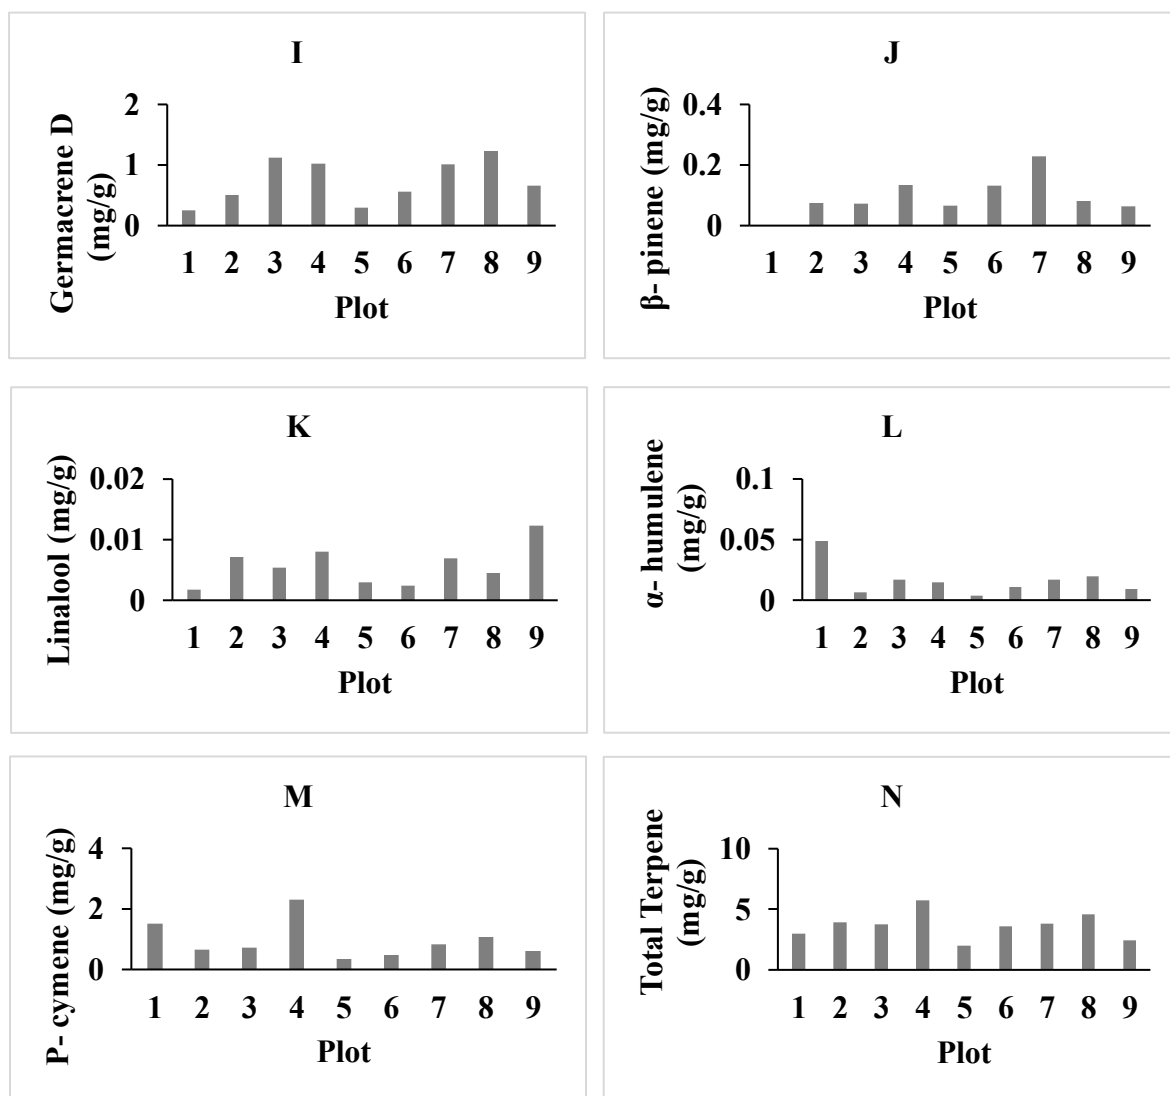 I
Germacrene D
(mg/g)
2
1
0
1 2 3 4 5 6 7 8 9
Plot
J
β- pinene (mg/g)
0.4
0.2
0
1 2 3 4 5 6 7 8 9
Plot
K
Linalool (mg/g)
0.02
0.01
0
1 2 3 4 5 6 7 8 9
Plot
L
α- humulene
(mg/g)
0.1
0.05
0
1 2 3 4 5 6 7 8 9
Plot
M
P- cymene (mg/g)
4
2
0
1 2 3 4 5 6 7 8 9
Plot
N
Total Terpene
(mg/g)
10
5
0
1 2 3 4 5 6 7 8 9
Plot